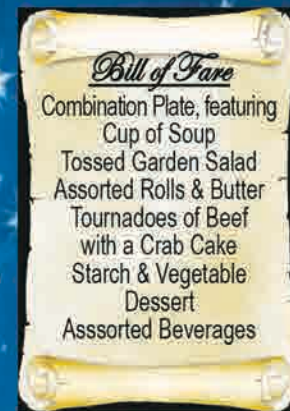 Bill of Fare
Combination Plate, featuring
Cup of Soup
Tossed Garden Salad
Assorted Rolls & Butter
Tournadoes of Beef
with a Crab Cake
Starch & Vegetable
Dessert
Asssorted Beverages